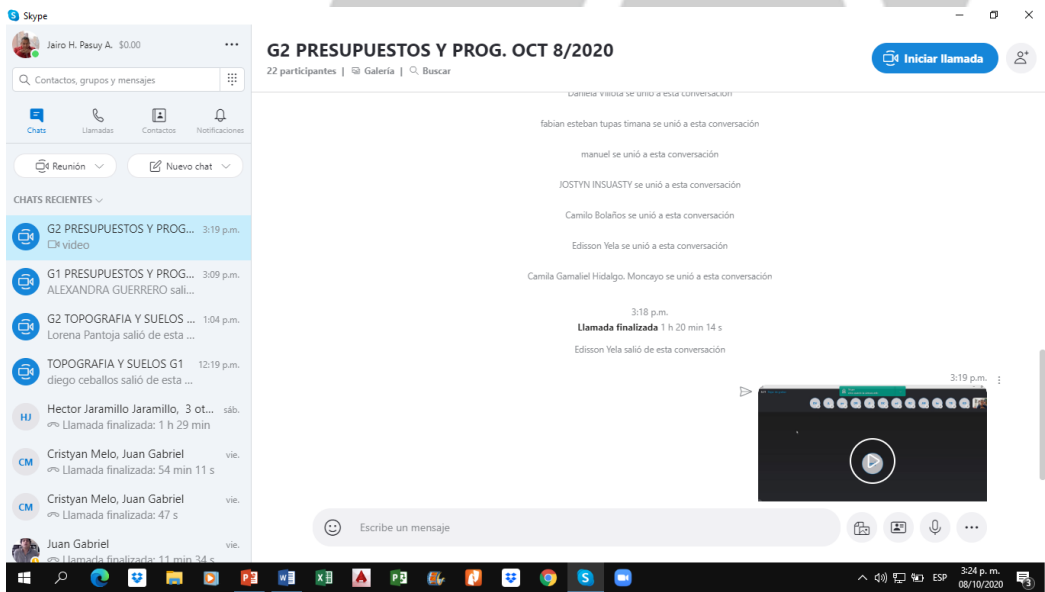 Skype
Jairo H. Pasuy A. $0.00
Contactos, grupos y mensajes
Chats
Llamadas
Contactos
Notificaciones
Reunión
Nuevo chat
CHATS RECIENTES
G2 PRESUPUESTOS Y PROG... 3:19 p.m.
video
G1 PRESUPUESTOS Y PROG... 3:09 p.m.
ALEXANDRA GUERRERO sali...
G2 TOPOGRAFIA Y SUELOS ... 1:04 p.m.
Lorena Pantoja salió de esta ...
TOPOGRAFIA Y SUELOS G1 12:19 p.m.
diego ceballos salió de esta ...
HJ
Hector Jaramillo Jaramillo, 3 ot... sáb.
Llamada finalizada: 1 h 29 min
CM
Cristyan Melo, Juan Gabriel vie.
Llamada finalizada: 54 min 11 s
CM
Cristyan Melo, Juan Gabriel vie.
Llamada finalizada: 47 s
Juan Gabriel vie.
Llamada finalizada: 11 min 34 s
G2 PRESUPUESTOS Y PROG. OCT 8/2020
22 participantes | Galería | Buscar
Iniciar llamada
Daniela Villota se unió a esta conversación
fabian esteban tupas timana se unió a esta conversación
manuel se unió a esta conversación
JOSTYN INSUASTY se unió a esta conversación
Camilo Bolaños se unió a esta conversación
Edisson Yela se unió a esta conversación
Camila Gamaliel Hidalgo. Moncayo se unió a esta conversación
3:18 p.m.
Llamada finalizada 1 h 20 min 14 s
Edisson Yela salió de esta conversación
3:19 p.m.
Escribe un mensaje
ESP
3:24 p. m.
08/10/2020
3